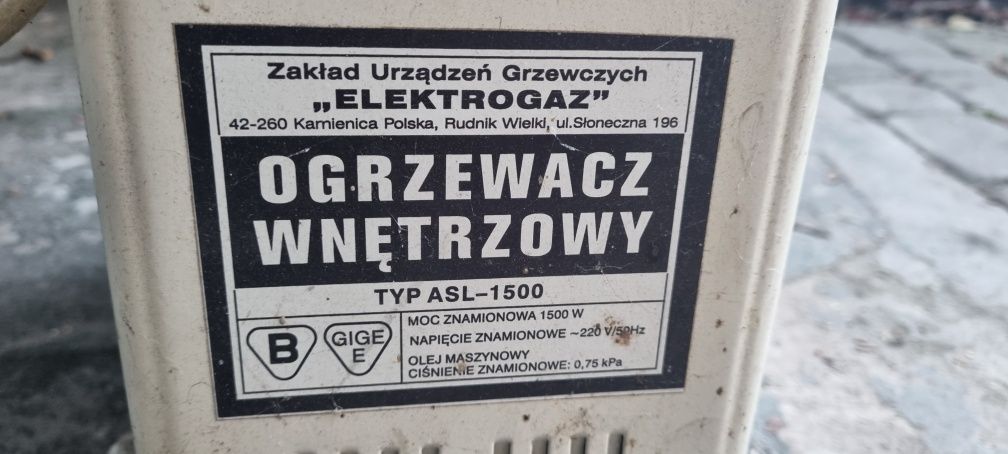 Zakład Urządzeń Grzewczych
„ELEKTROGAZ”
42-260 Kamienica Polska, Rudnik Wielki, ul.Słoneczna 196
OGRZEWACZ
WNĘTRZOWY
TYP ASL-1500
B
GIGE
E
MOC ZNAMIONOWA 1500 W
NAPIĘCIE ZNAMIONOWE ~220 V/50Hz
OLEJ MASZYNOWY
CIŚNIENIE ZNAMIONOWE: 0,75 kPa